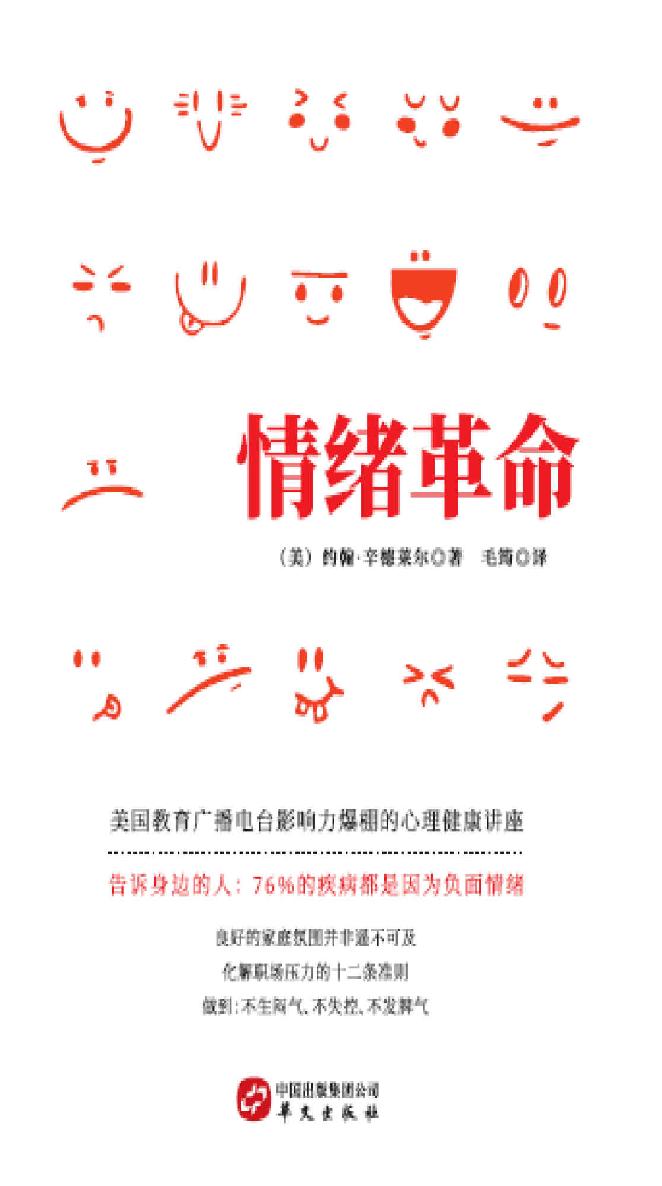 情绪革命
(美) 约翰·辛德莱尔◎著 毛筠◎译
美国教育广播电台影响力爆棚的心理健康讲座
告诉身边的人：76%的疾病都是因为负面情绪
良好的家庭氛围并非遥不可及
化解职场压力的十二条准则
做到:不生闷气、不失控、不发脾气
中国出版集团公司
华文出版社